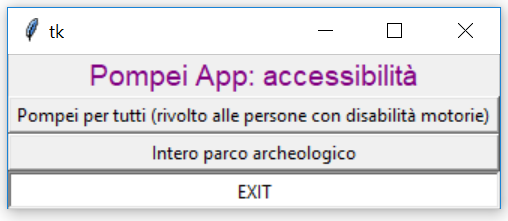 tk
Pompei App: accessibilità
Pompei per tutti (rivolto alle persone con disabilità motorie)
Intero parco archeologico
EXIT